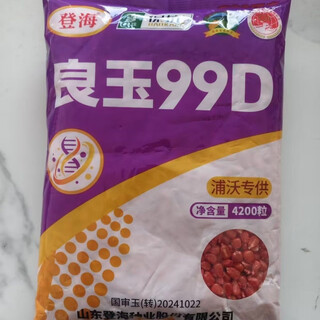 登海
良玉99D
浦沃专供
净含量 4200粒
国审玉(转)20241022
山东登海种业股份有限公司